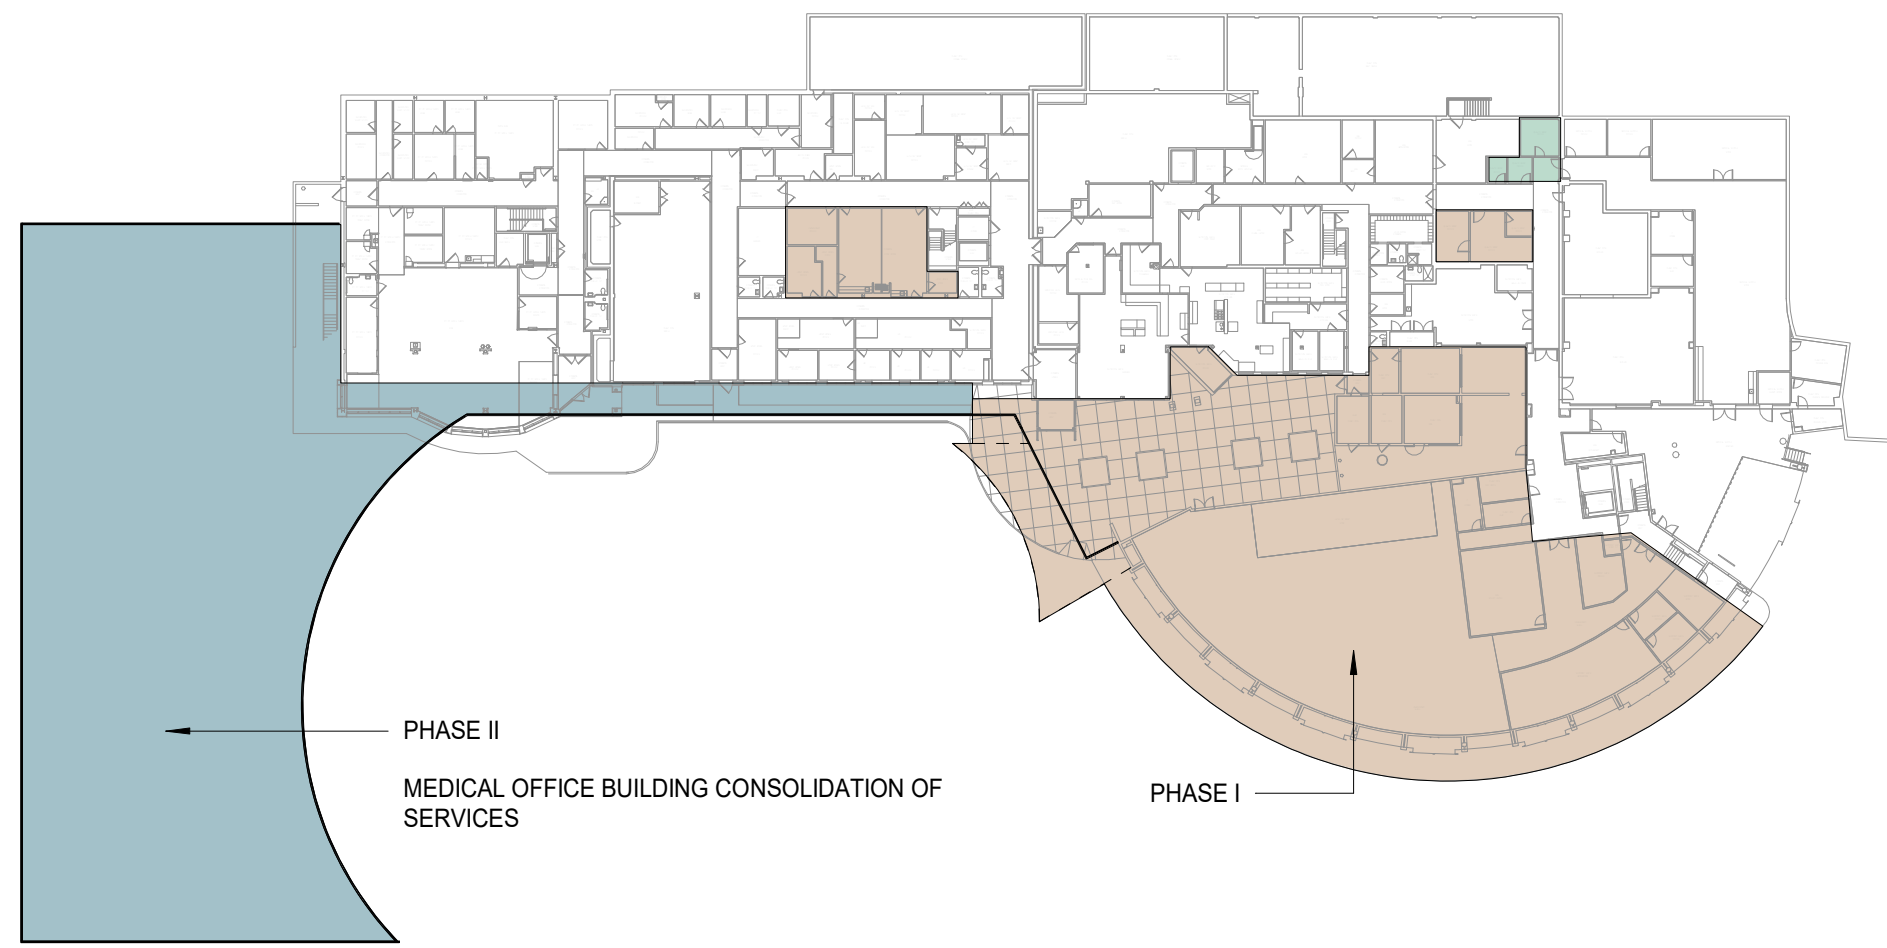 PHASE II
MEDICAL OFFICE BUILDING CONSOLIDATION OF
SERVICES
PHASE I